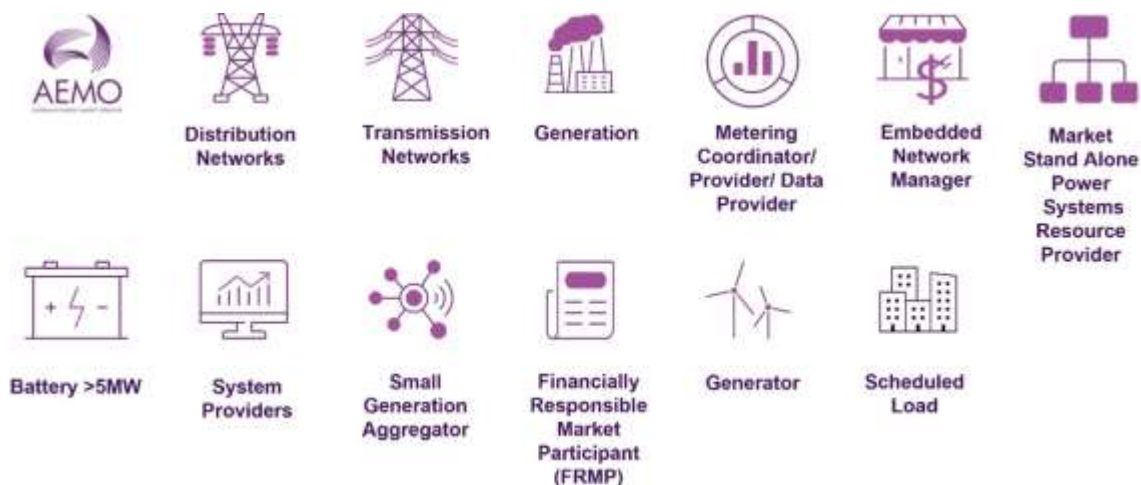 AEMO
Distribution
Networks
Transmission
Networks
Generation
Metering
Coordinator/
Provider/ Data
Provider
Embedded
Network
Manager
Market
Stand Alone
Power
Systems
Resource
Provider
Battery >5MW
System
Providers
Small
Generation
Aggregator
Financially
Responsible
Market
Participant
(FRMP)
Generator
Scheduled
Load